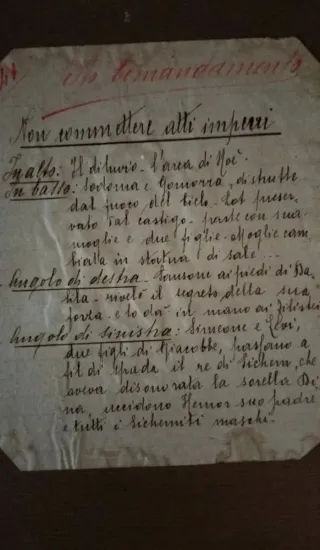 Comandamento
Non commettere atti impuri
In alto: Il diluvio - l'arca di Noè.
In basso: Sodoma e Gomorra, distrutte
dal fuoco del cielo - Lot preser-
vato dal castigo - parte con sua
moglie e due figlie - Moglie cam
biata in statua di sale...
Angolo di destra - Sansone ai piedi di Da
lila - rivela il segreto della sua
forza - e lo dà in mano ai Filistei
Angolo di sinistra: Simeone e Levi,
due figli di Giacobbe, passano a
fil di spada il re di Sichem, che
aveva disonorata la sorella Di
na, uccidono Hemor suo padre
e tutti i Sichemiti maschi.